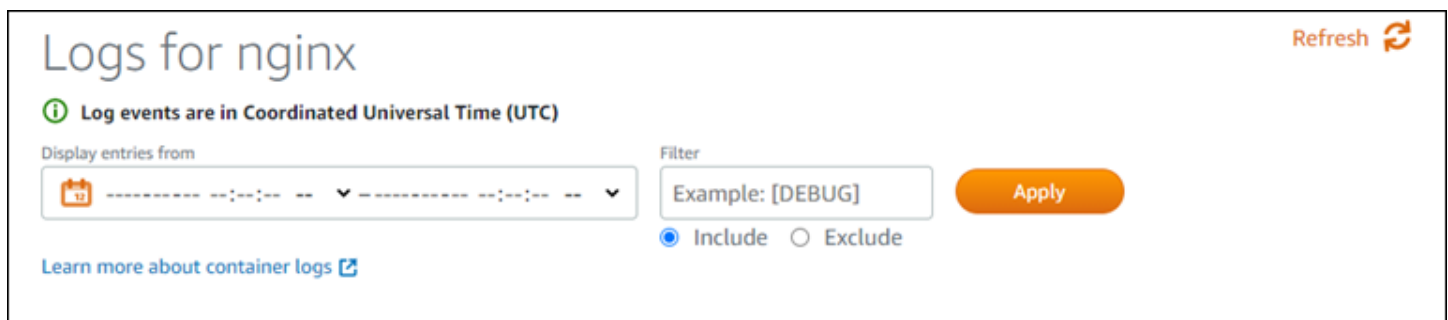 Logs for nginx
Refresh
Log events are in Coordinated Universal Time (UTC)
Display entries from
Filter
12 ---------- --:--:-- -- – ---------- --:--:-- --
Example: [DEBUG]
Apply
Include Exclude
Learn more about container logs